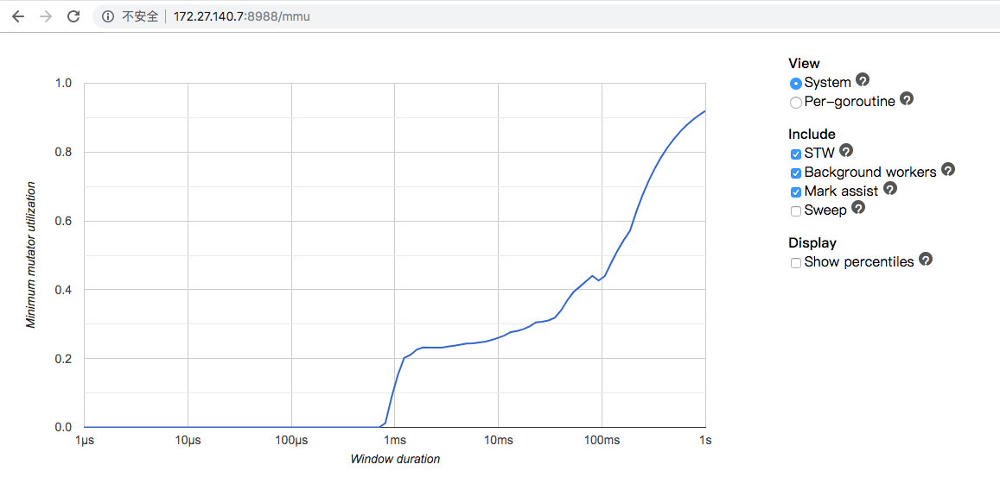 不安全 172.27.140.7:8988/mmu
1.0
0.8
0.6
0.4
0.2
0.0
Minimum mutator utilization
1μs 10μs 100μs 1ms 10ms 100ms 1s
Window duration
View
System ?
Per-goroutine ?
Include
STW ?
Background workers ?
Mark assist ?
Sweep ?
Display
Show percentiles ?